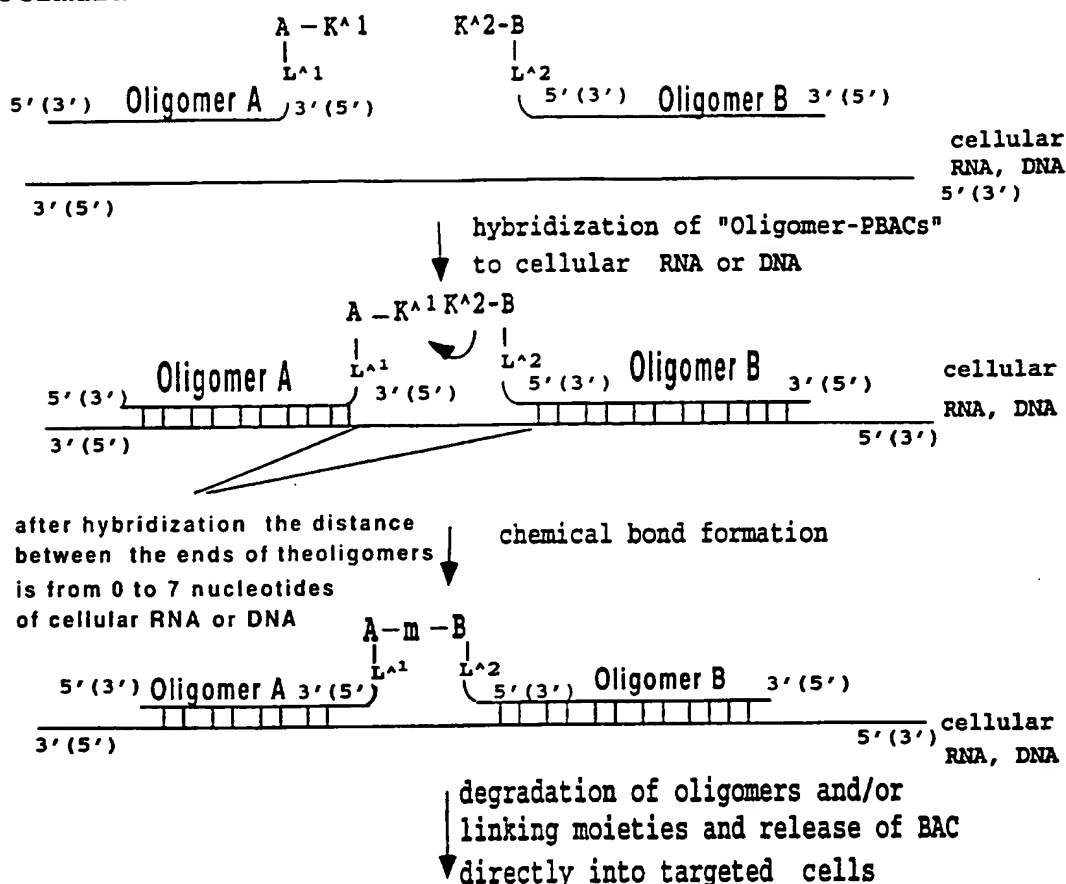 A – K^1 K^2-B
L^1 L^2
5'(3') Oligomer A 3'(5') 5'(3') Oligomer B 3'(5')
cellular
RNA, DNA
3'(5') 5'(3')
hybridization of "Oligomer-PBACs"
to cellular RNA or DNA
A – K^1 K^2-B
L^1 L^2
5'(3') Oligomer A 3'(5') 5'(3') Oligomer B 3'(5')
cellular
RNA, DNA
3'(5') 5'(3')
after hybridization the distance
between the ends of theoligomers
is from 0 to 7 nucleotides
of cellular RNA or DNA
chemical bond formation
A–m–B
L^1 L^2
5'(3') Oligomer A 3'(5') 5'(3') Oligomer B 3'(5')
3'(5') 5'(3') cellular
RNA, DNA
degradation of oligomers and/or
linking moieties and release of BAC
directly into targeted cells